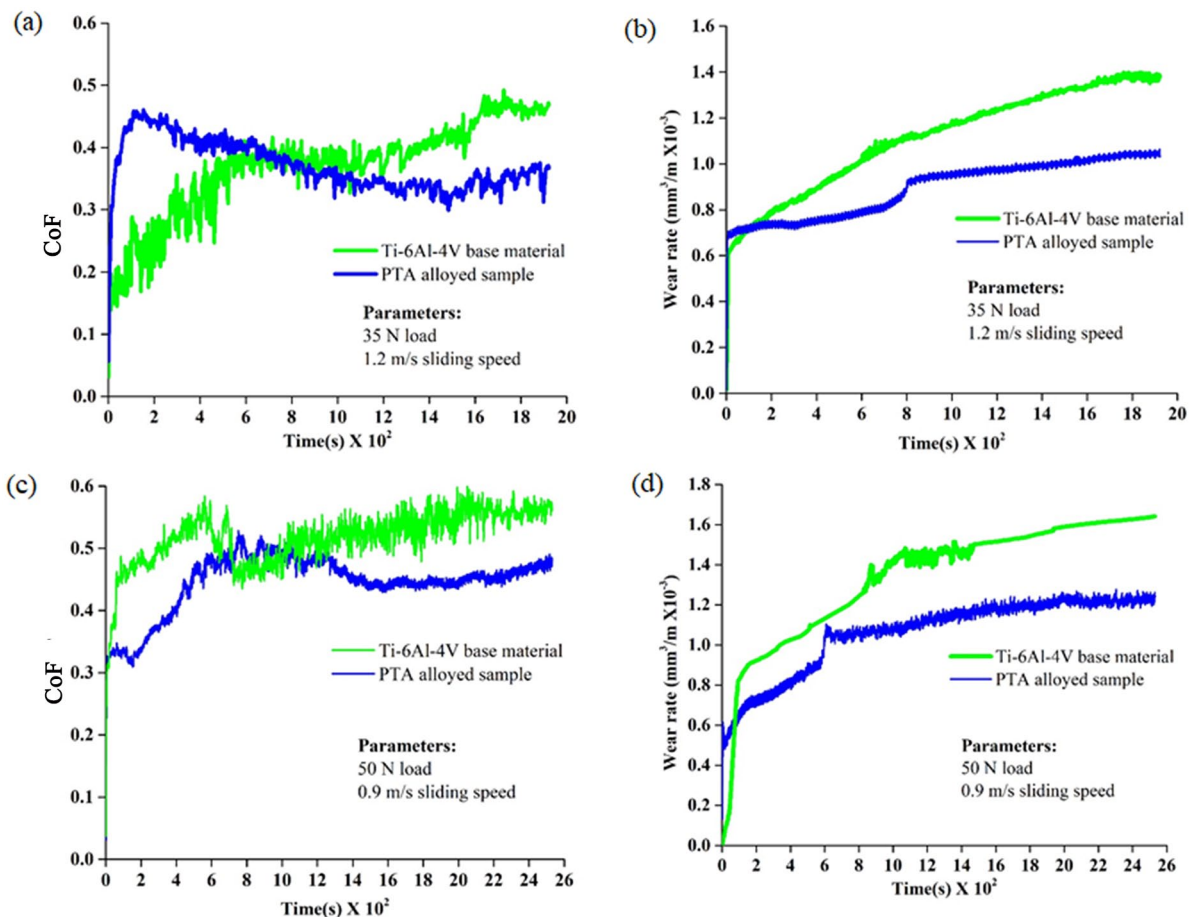 (a)
0.6
0.5
0.4
0.3
0.2
0.1
0.0
CoF
Ti-6Al-4V base material
PTA alloyed sample
Parameters:
35 N load
1.2 m/s sliding speed
0 2 4 6 8 10 12 14 16 18 20
Time(s) X 10²
(b)
1.6
1.4
1.2
1.0
0.8
0.6
0.4
0.2
0.0
Wear rate (mm³/m X10⁻³)
Ti-6Al-4V base material
PTA alloyed sample
Parameters:
35 N load
1.2 m/s sliding speed
0 2 4 6 8 10 12 14 16 18 20
Time(s) X 10²
(c)
0.6
0.5
0.4
0.3
0.2
0.1
0.0
CoF
Ti-6Al-4V base material
PTA alloyed sample
Parameters:
50 N load
0.9 m/s sliding speed
0 2 4 6 8 10 12 14 16 18 20 22 24 26
Time(s) X 10²
(d)
1.8
1.6
1.4
1.2
1.0
0.8
0.6
0.4
0.2
0.0
Wear rate (mm³/m X10⁻³)
Ti-6Al-4V base material
PTA alloyed sample
Parameters:
50 N load
0.9 m/s sliding speed
0 2 4 6 8 10 12 14 16 18 20 22 24 26
Time(s) X 10²